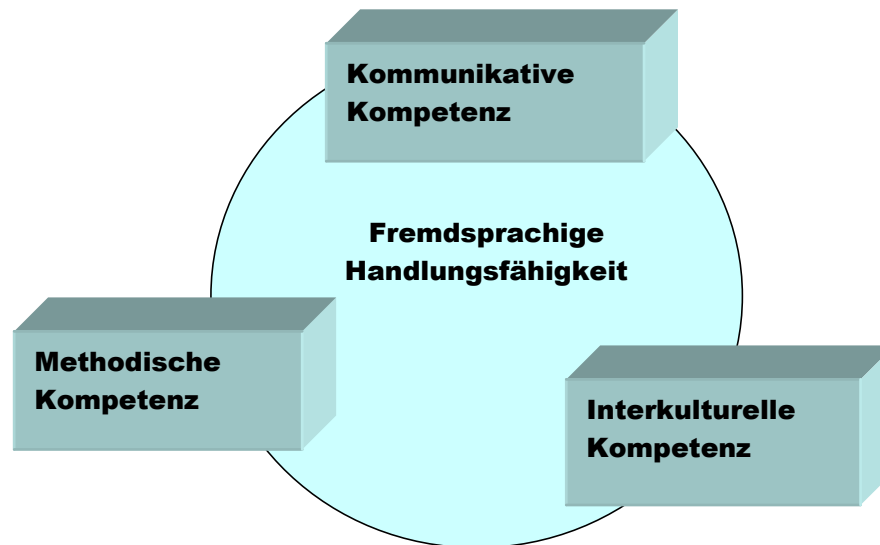 Kommunikative
Kompetenz
Fremdsprachige
Handlungsfähigkeit
Methodische
Kompetenz
Interkulturelle
Kompetenz